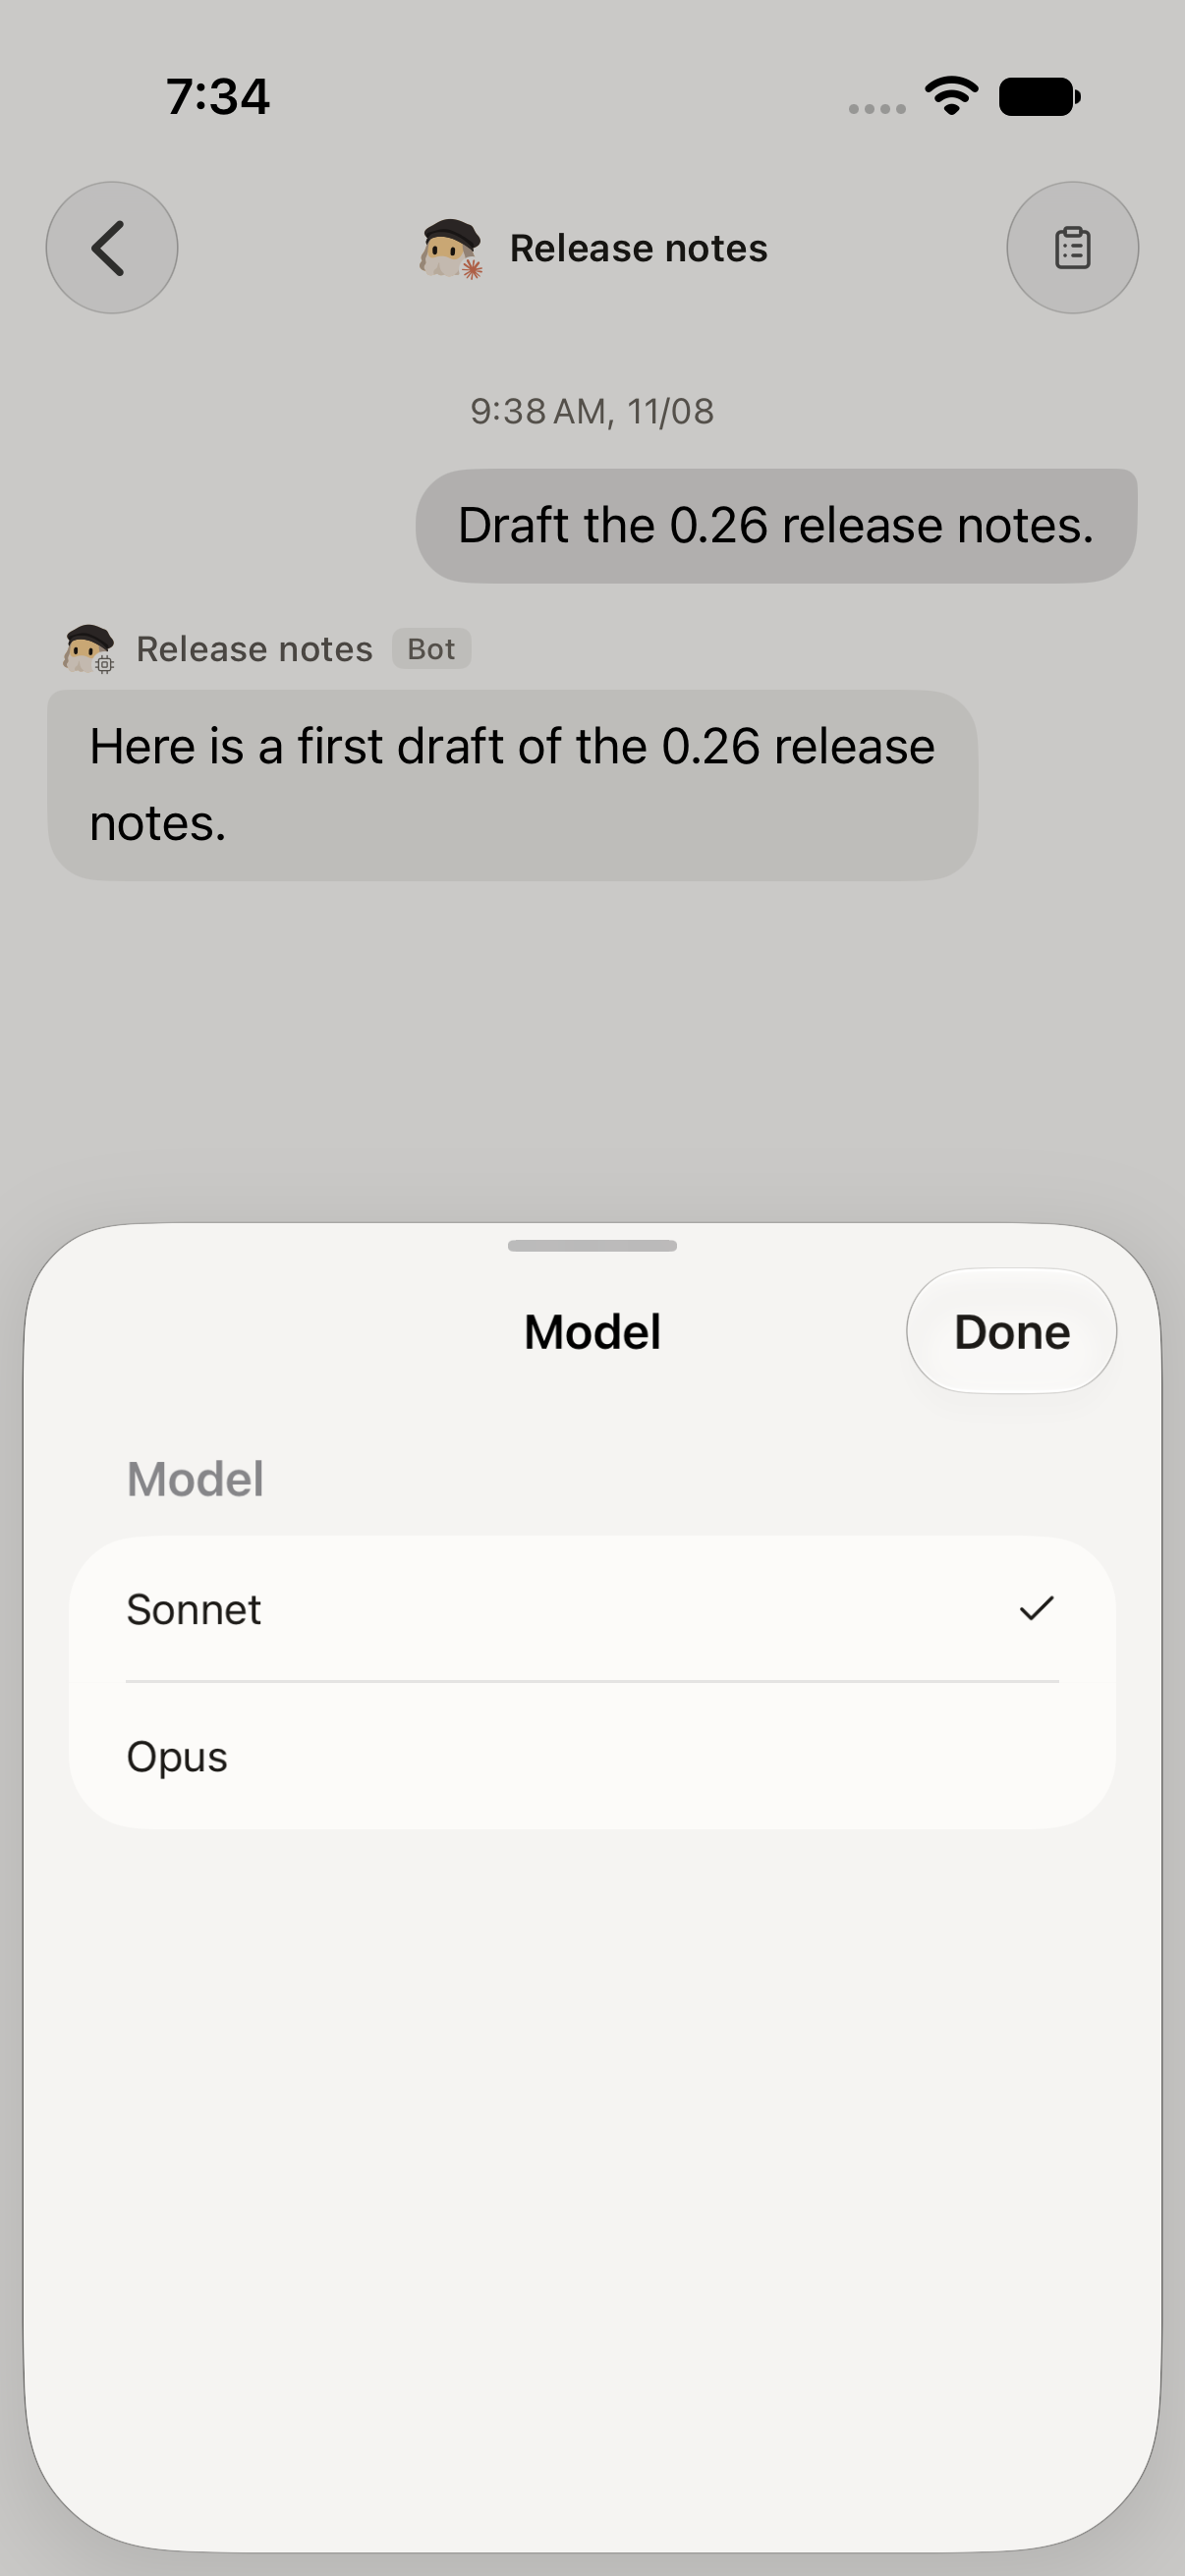 7:34
Release notes
9:38 AM, 11/08
Draft the 0.26 release notes.
Release notes Bot
Here is a first draft of the 0.26 release
notes.
Model
Done
Model
Sonnet
Opus